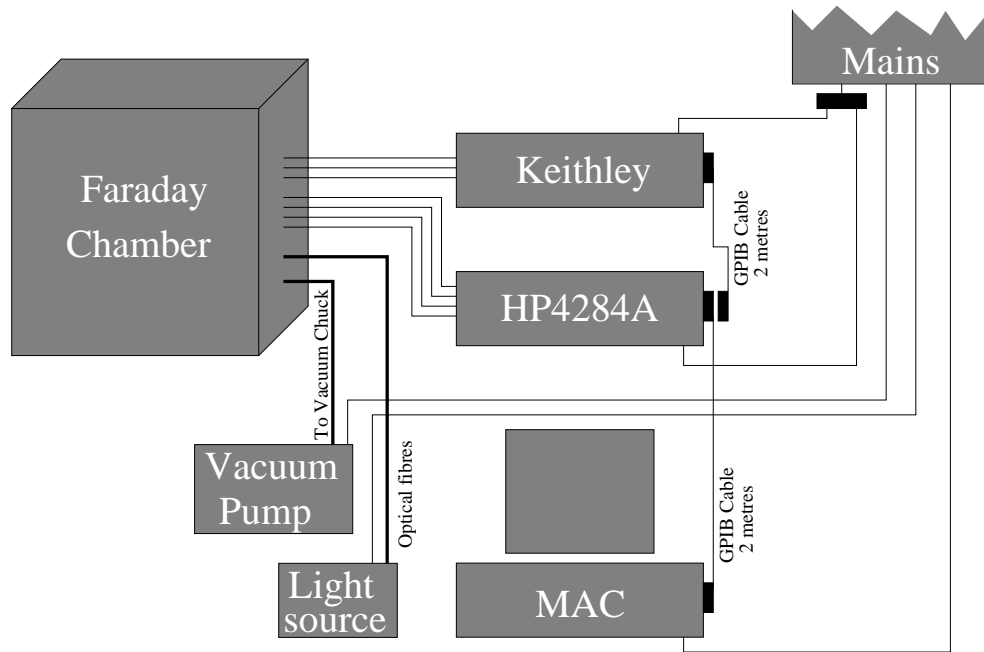 Mains
Faraday
Chamber
Keithley
GPIB Cable
2 metres
HP4284A
To Vacuum Chuck
Optical fibres
Vacuum
Pump
GPIB Cable
2 metres
Light
source
MAC